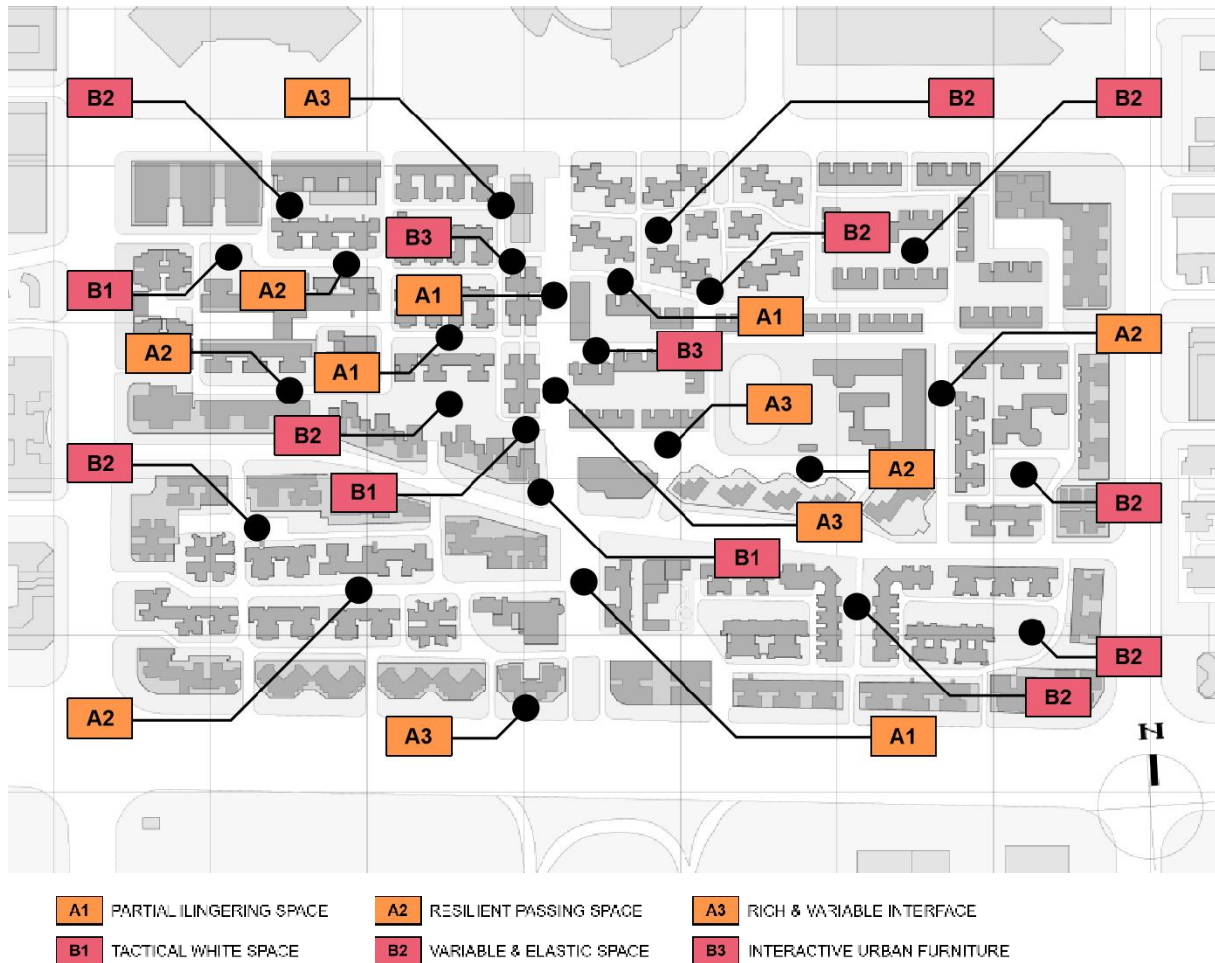 B2
A3
B2
B2
B3
B2
B1
A2
A1
A1
A2
A2
A1
B3
A3
B2
B2
A2
B1
B2
A3
B1
B2
B2
A2
A3
A1
N
A1 PARTIAL ILINGERING SPACE
A2 RESILIENT PASSING SPACE
A3 RICH & VARIABLE INTERFACE
B1 TACTICAL WHITE SPACE
B2 VARIABLE & ELASTIC SPACE
B3 INTERACTIVE URBAN FURNITURE